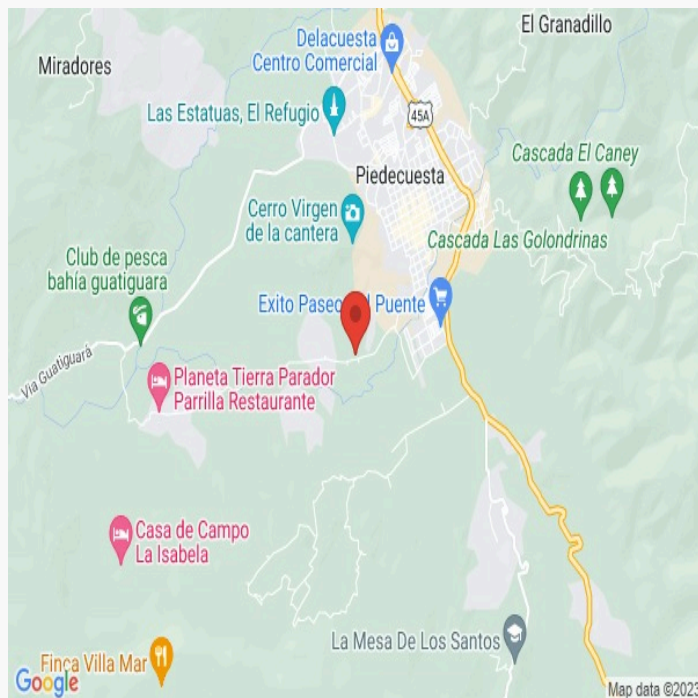 El Granadillo
Delacuesta
Centro Comercial
Miradores
Las Estatuas, El Refugio
45A
Cascada El Caney
Piedecuesta
Cerro Virgen
de la cantera
Cascada Las Golondrinas
Club de pesca
bahía guatiguara
Exito Paseo Puente
Via Guatiguará
Planeta Tierra Parador
Parrilla Restaurante
Casa de Campo
La Isabela
La Mesa De Los Santos
Finca Villa Mar
Google
Map data ©2023